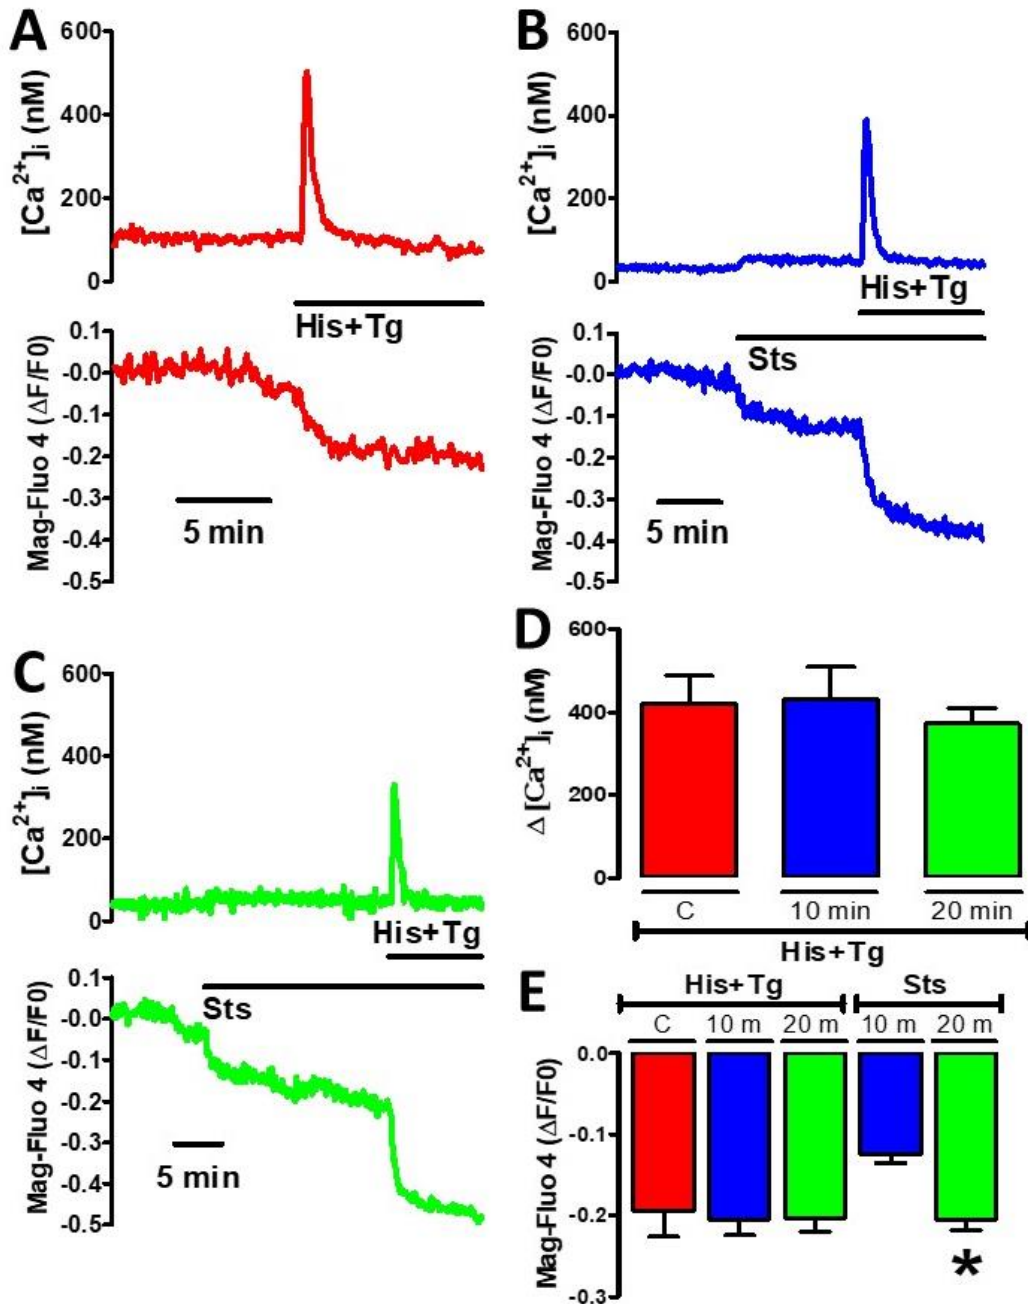 A
[Ca²⁺]ᵢ (nM)
600
400
200
0
His+Tg
Mag-Fluo 4 (ΔF/F0)
0.1
-0.0
-0.1
-0.2
-0.3
-0.4
-0.5
5 min
B
[Ca²⁺]ᵢ (nM)
600
400
200
0
His+Tg
Sts
Mag-Fluo 4 (ΔF/F0)
0.1
-0.0
-0.1
-0.2
-0.3
-0.4
-0.5
5 min
C
[Ca²⁺]ᵢ (nM)
600
400
200
0
His+Tg
Sts
Mag-Fluo 4 (ΔF/F0)
0.1
-0.0
-0.1
-0.2
-0.3
-0.4
-0.5
5 min
D
Δ [Ca²⁺]ᵢ (nM)
600
400
200
0
C 10 min 20 min
His+Tg
E
His+Tg Sts
C 10 m 20 m 10 m 20 m
Mag-Fluo 4 (ΔF/F0)
0.0
-0.1
-0.2
-0.3
*